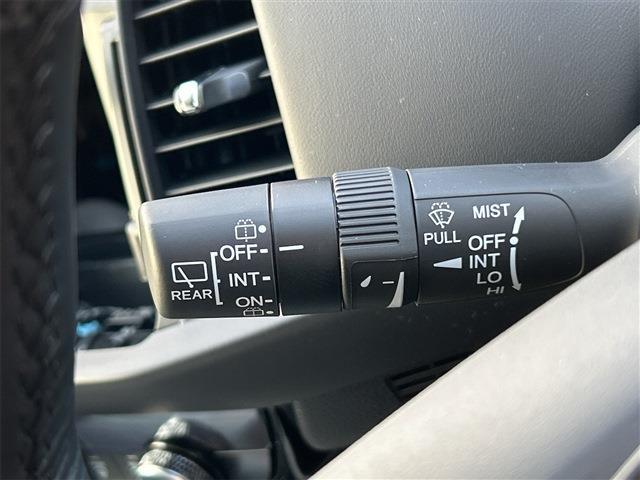 REAR
OFF
INT
ON
PULL
MIST
OFF
INT
LO
HI